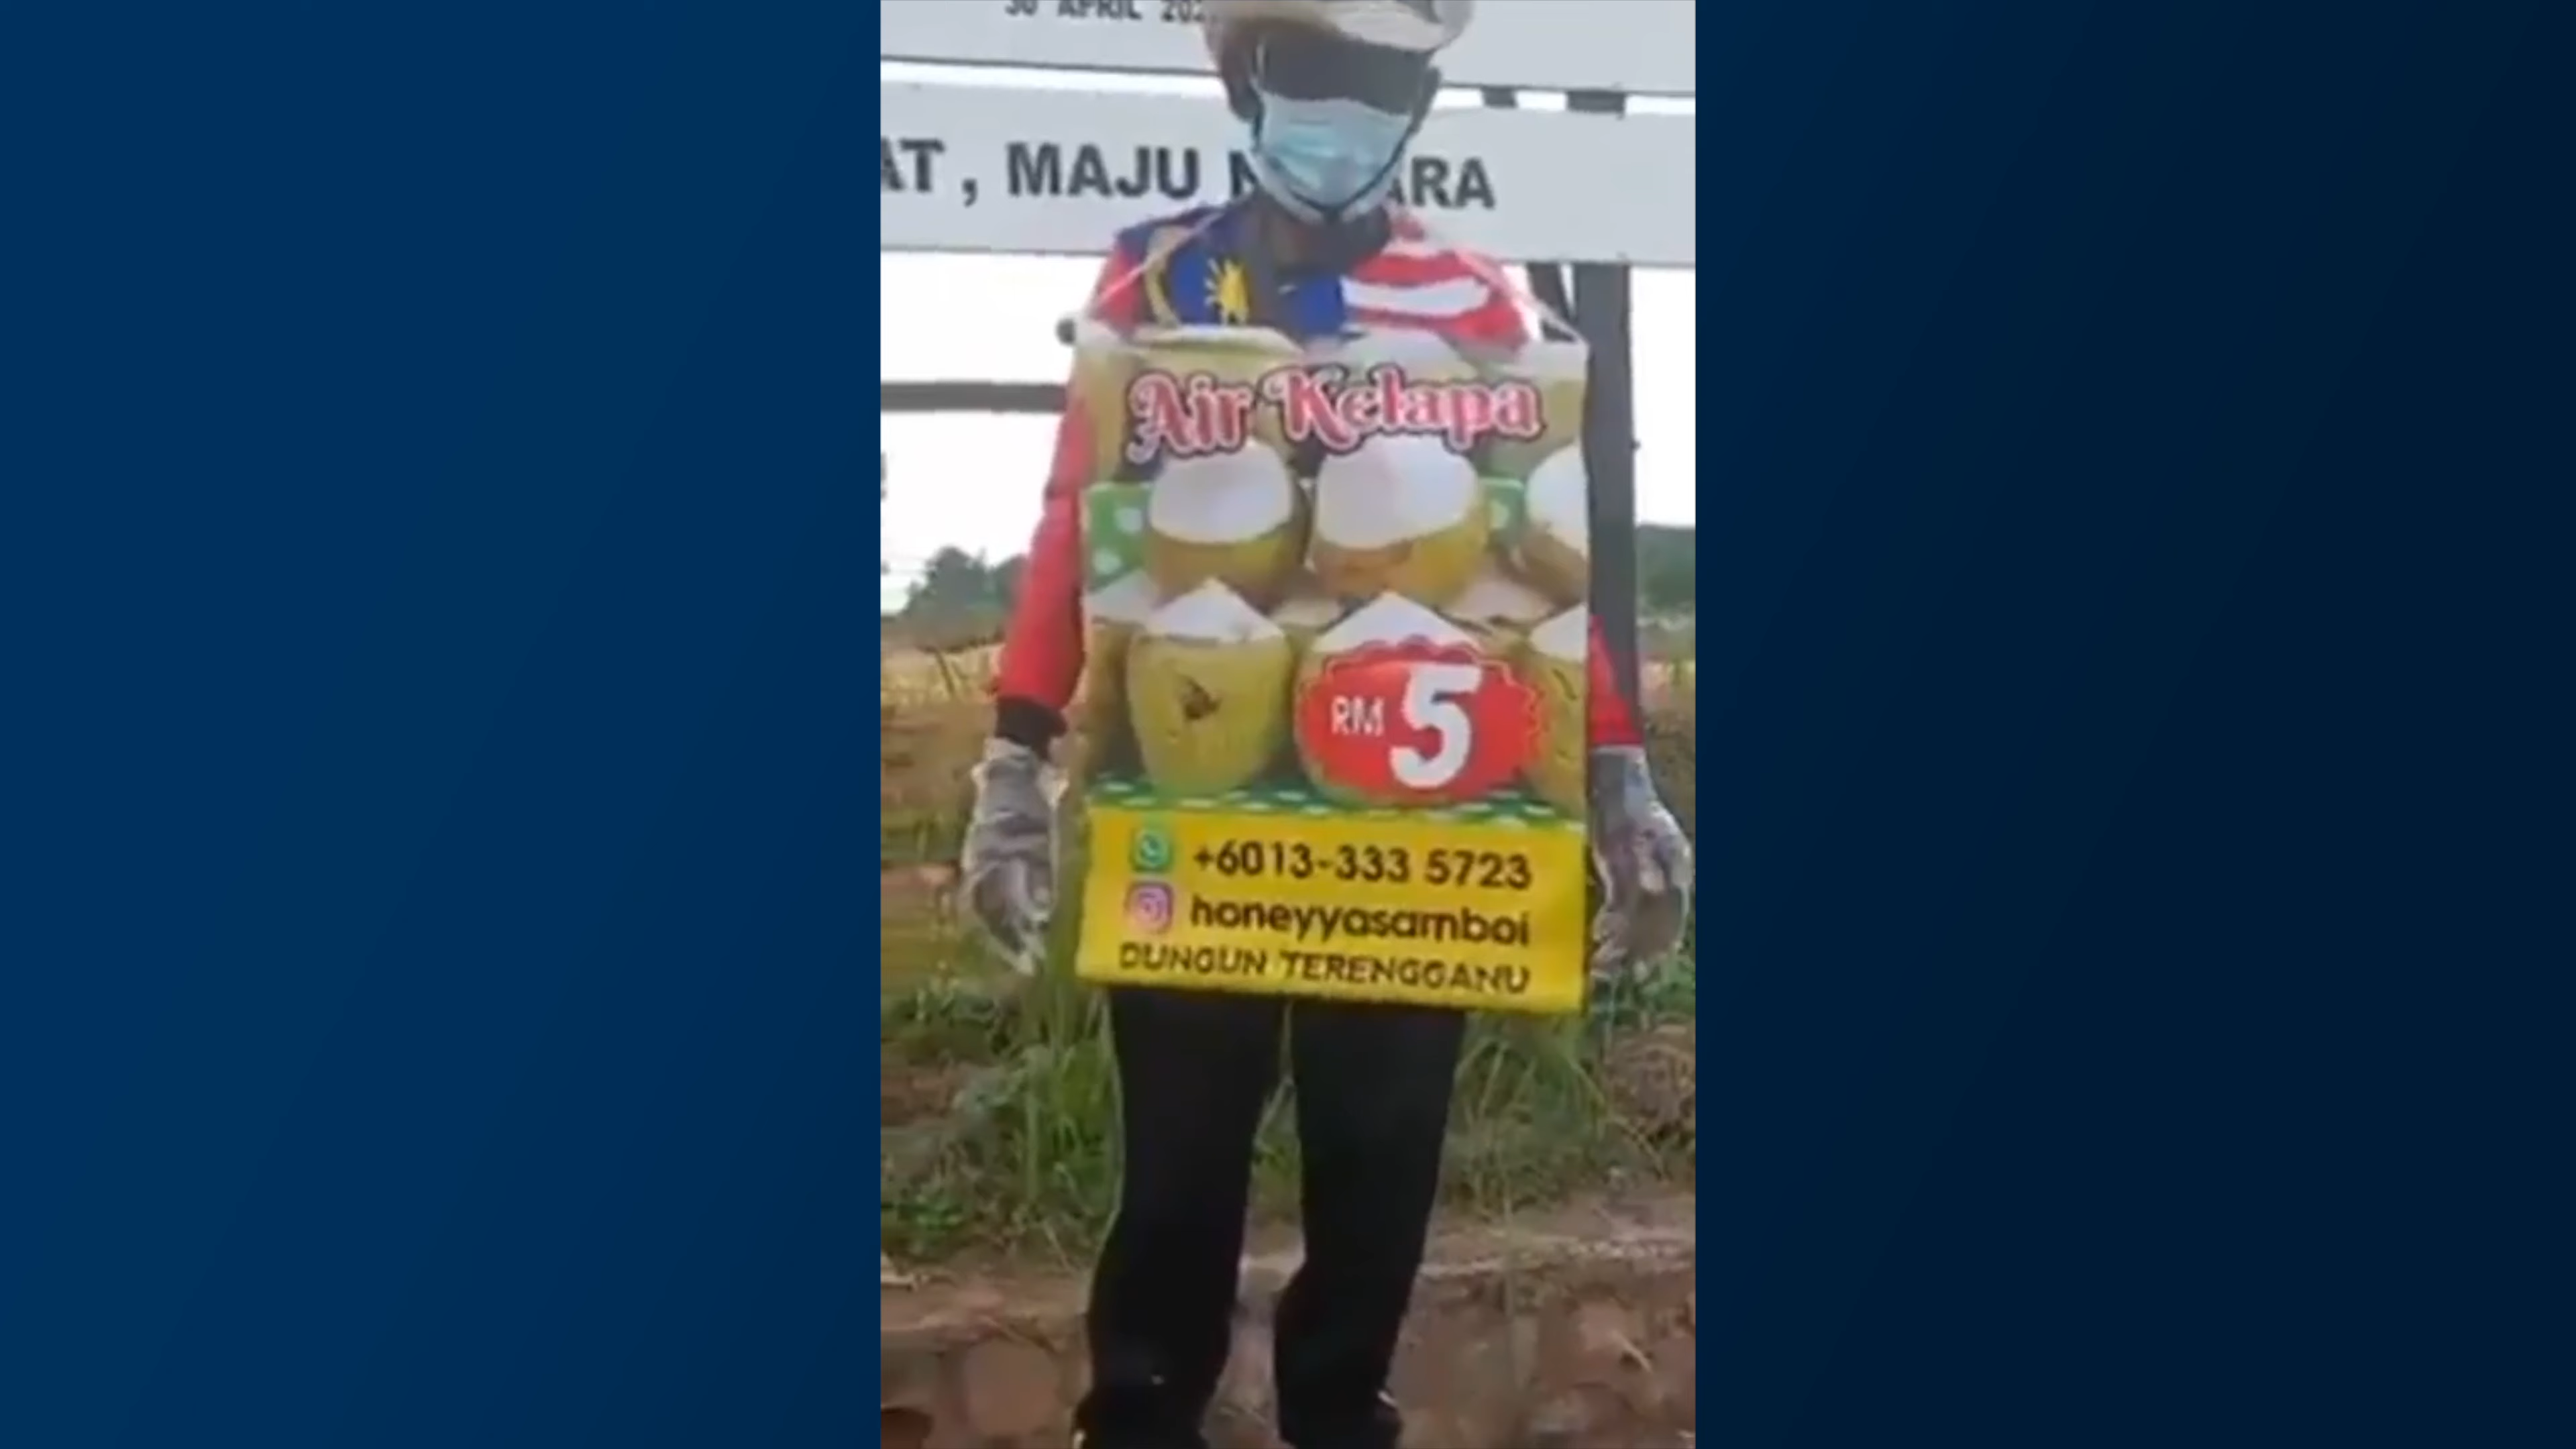 30 APRIL
, MAJU
Air Kelapa
RM 5
+6013-333 5723
honeyyasamboi
DUNGUN TERENGGANU